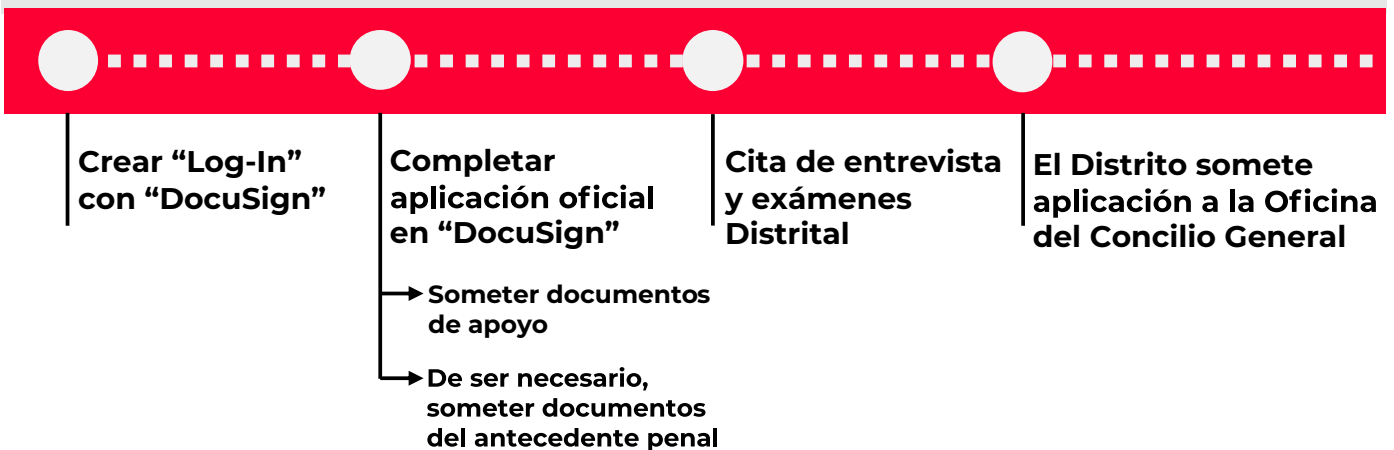 Crear “Log-In”
con “DocuSign”
Completar
aplicación oficial
en “DocuSign”
Someter documentos
de apoyo
De ser necesario,
someter documentos
del antecedente penal
Cita de entrevista
y exámenes
Distrital
El Distrito somete
aplicación a la Oficina
del Concilio General